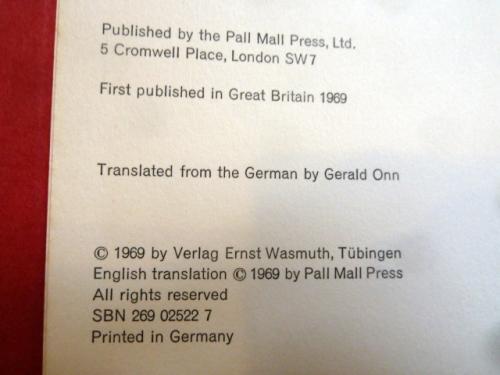 Published by the Pall Mall Press, Ltd.
5 Cromwell Place, London SW7
First published in Great Britain 1969
Translated from the German by Gerald Onn
© 1969 by Verlag Ernst Wasmuth, Tübingen
English translation © 1969 by Pall Mall Press
All rights reserved
SBN 269 02522 7
Printed in Germany